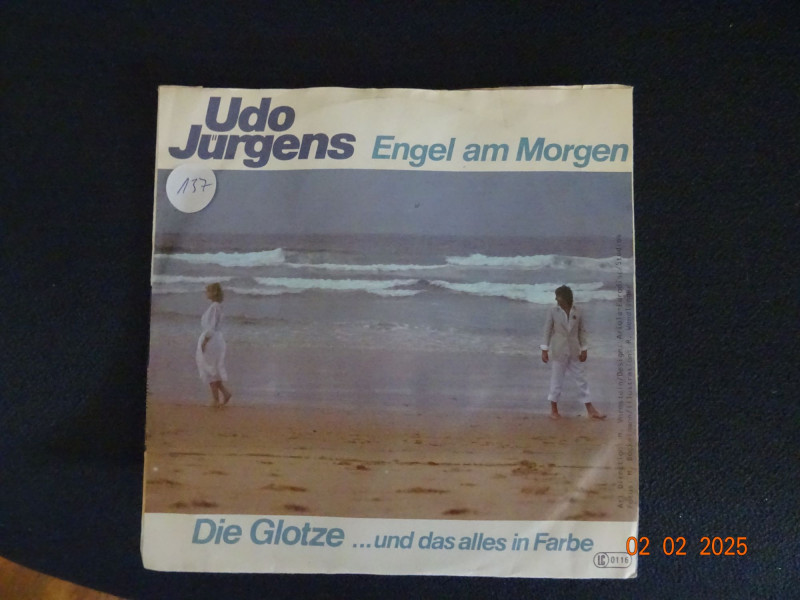 Udo
Jürgens Engel am Morgen
137
Die Glotze ...und das alles in Farbe
LC 0116
02 02 2025